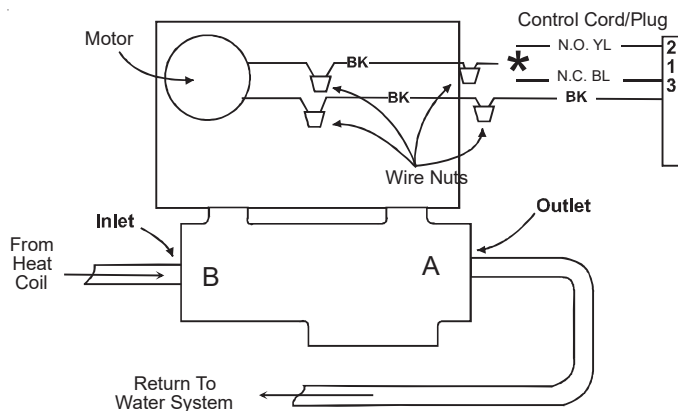 Control Cord/Plug
Motor
N.O. YL
2
BK
*
1
N.C. BL
3
BK
BK
Wire Nuts
Inlet
Outlet
From
Heat
Coil
B
A
Return To
Water System